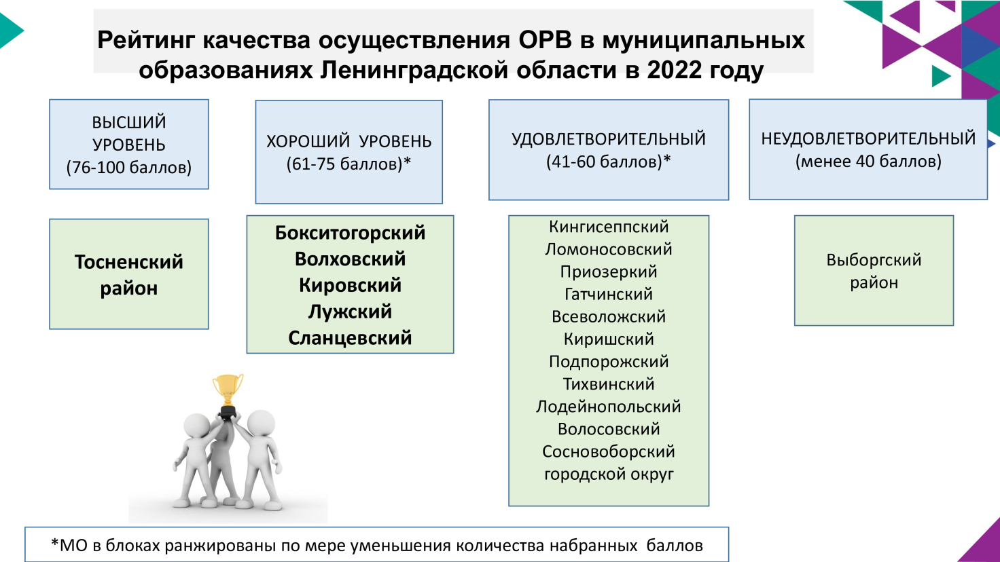 Рейтинг качества осуществления ОРВ в муниципальных
образованиях Ленинградской области в 2022 году
ВЫСШИЙ
УРОВЕНЬ
(76-100 баллов)
ХОРОШИЙ УРОВЕНЬ
(61-75 баллов)*
УДОВЛЕТВОРИТЕЛЬНЫЙ
(41-60 баллов)*
НЕУДОВЛЕТВОРИТЕЛЬНЫЙ
(менее 40 баллов)
Тосненский
район
Бокситогорский
Волховский
Кировский
Лужский
Сланцевский
Кингисеппский
Ломоносовский
Приозеркий
Гатчинский
Всеволожский
Киришский
Подпорожский
Тихвинский
Лодейнопольский
Волосовский
Сосновоборский
городской округ
Выборгский
район
*МО в блоках ранжированы по мере уменьшения количества набранных баллов